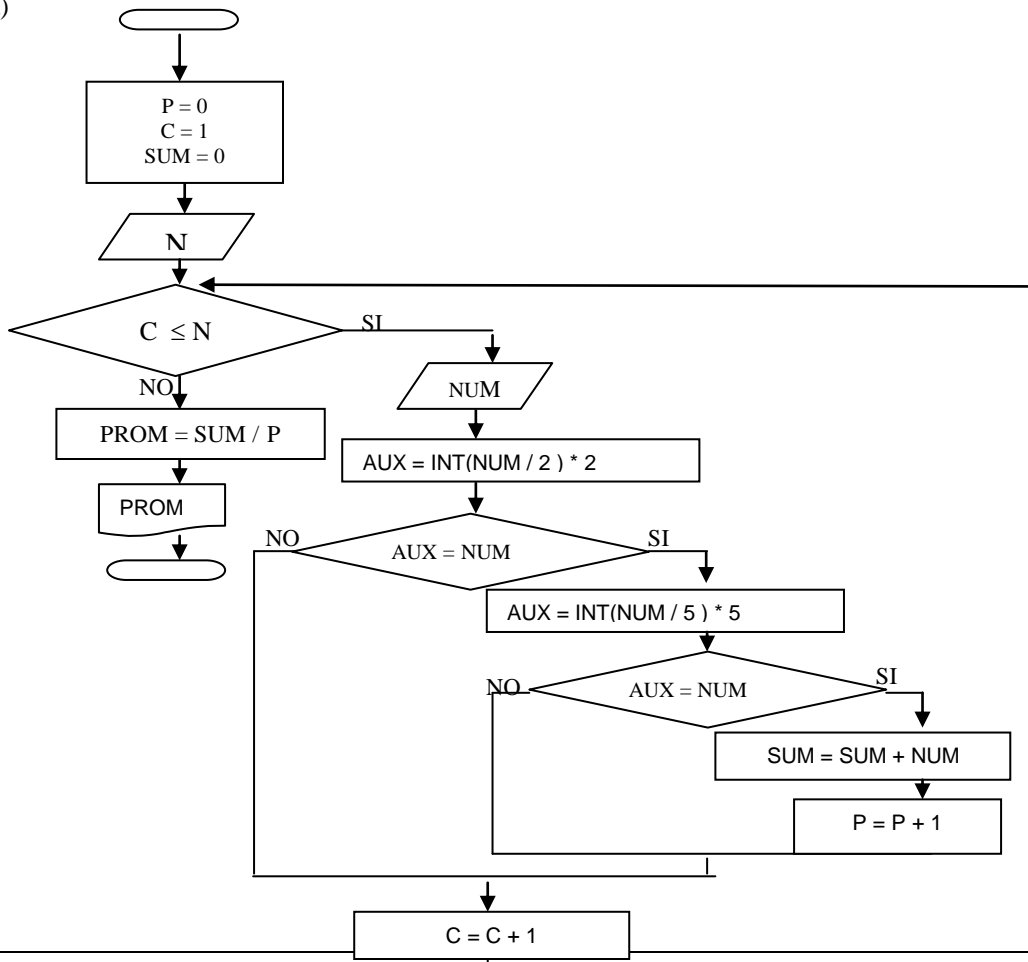 )
P = 0
C = 1
SUM = 0
N
C ≤ N
SI
NO
NUM
PROM = SUM / P
AUX = INT(NUM / 2 ) * 2
PROM
NO
AUX = NUM
SI
AUX = INT(NUM / 5 ) * 5
NO
AUX = NUM
SI
SUM = SUM + NUM
P = P + 1
C = C + 1